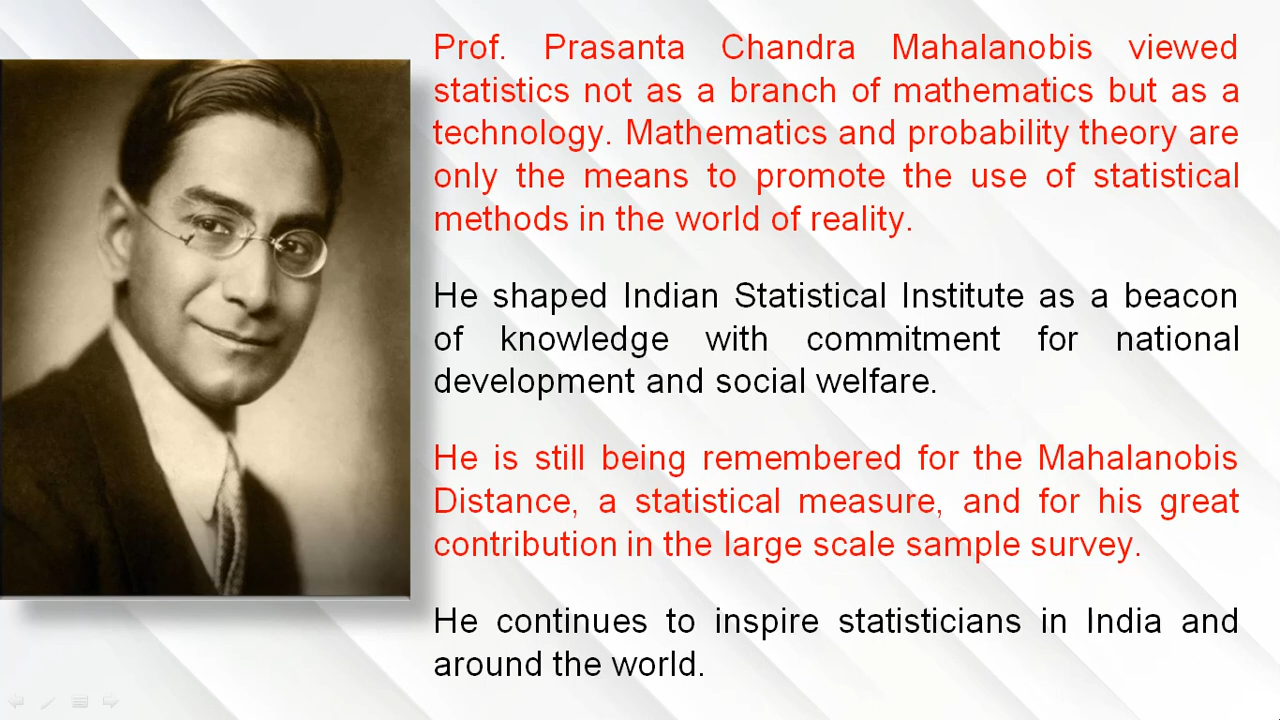 Prof. Prasanta Chandra Mahalanobis viewed
statistics not as a branch of mathematics but as a
technology. Mathematics and probability theory are
only the means to promote the use of statistical
methods in the world of reality.
He shaped Indian Statistical Institute as a beacon
of knowledge with commitment for national
development and social welfare.
He is still being remembered for the Mahalanobis
Distance, a statistical measure, and for his great
contribution in the large scale sample survey.
He continues to inspire statisticians in India and
around the world.